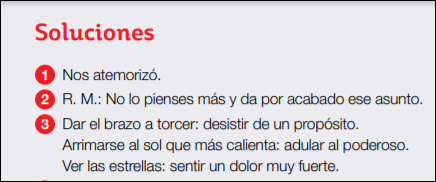 Soluciones
1 Nos atemorizó.
2 R. M.: No lo pienses más y da por acabado ese asunto.
3 Dar el brazo a torcer: desistir de un propósito.
Arrimarse al sol que más calienta: adular al poderoso.
Ver las estrellas: sentir un dolor muy fuerte.